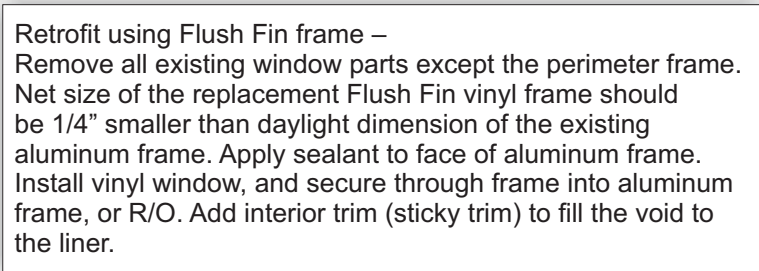 Retrofit using Flush Fin frame –
Remove all existing window parts except the perimeter frame.
Net size of the replacement Flush Fin vinyl frame should
be 1/4” smaller than daylight dimension of the existing
aluminum frame. Apply sealant to face of aluminum frame.
Install vinyl window, and secure through frame into aluminum
frame, or R/O. Add interior trim (sticky trim) to fill the void to
the liner.